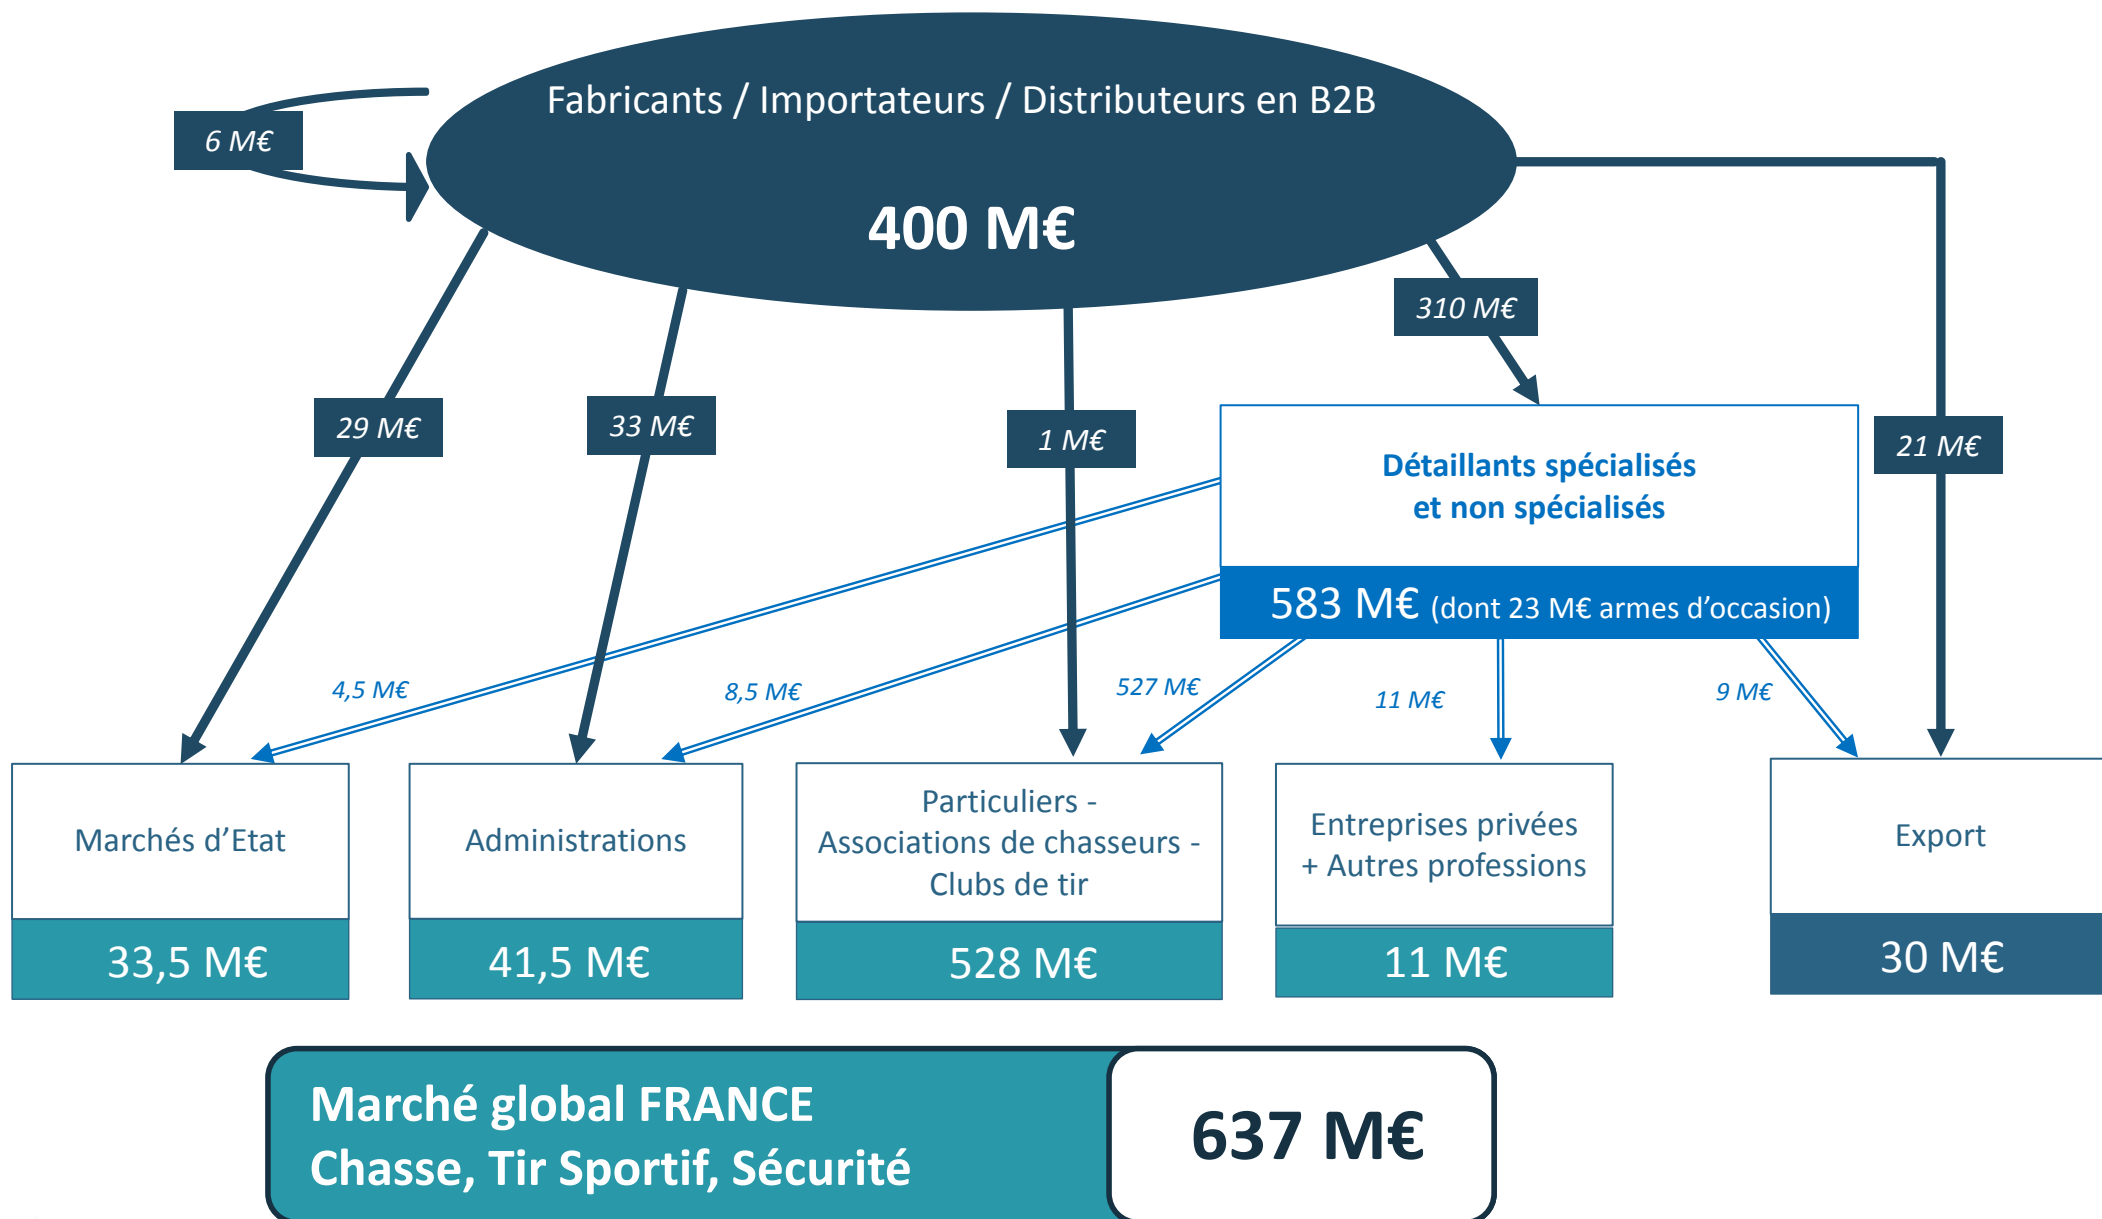 Fabricants / Importateurs / Distributeurs en B2B
6 M€
400 M€
310 M€
29 M€
33 M€
1 M€
21 M€
Détaillants spécialisés
et non spécialisés
583 M€ (dont 23 M€ armes d’occasion)
4,5 M€
8,5 M€
527 M€
11 M€
9 M€
Marchés d’Etat
33,5 M€
Administrations
41,5 M€
Particuliers -
Associations de chasseurs -
Clubs de tir
528 M€
Entreprises privées
+ Autres professions
11 M€
Export
30 M€
Marché global FRANCE
Chasse, Tir Sportif, Sécurité
637 M€